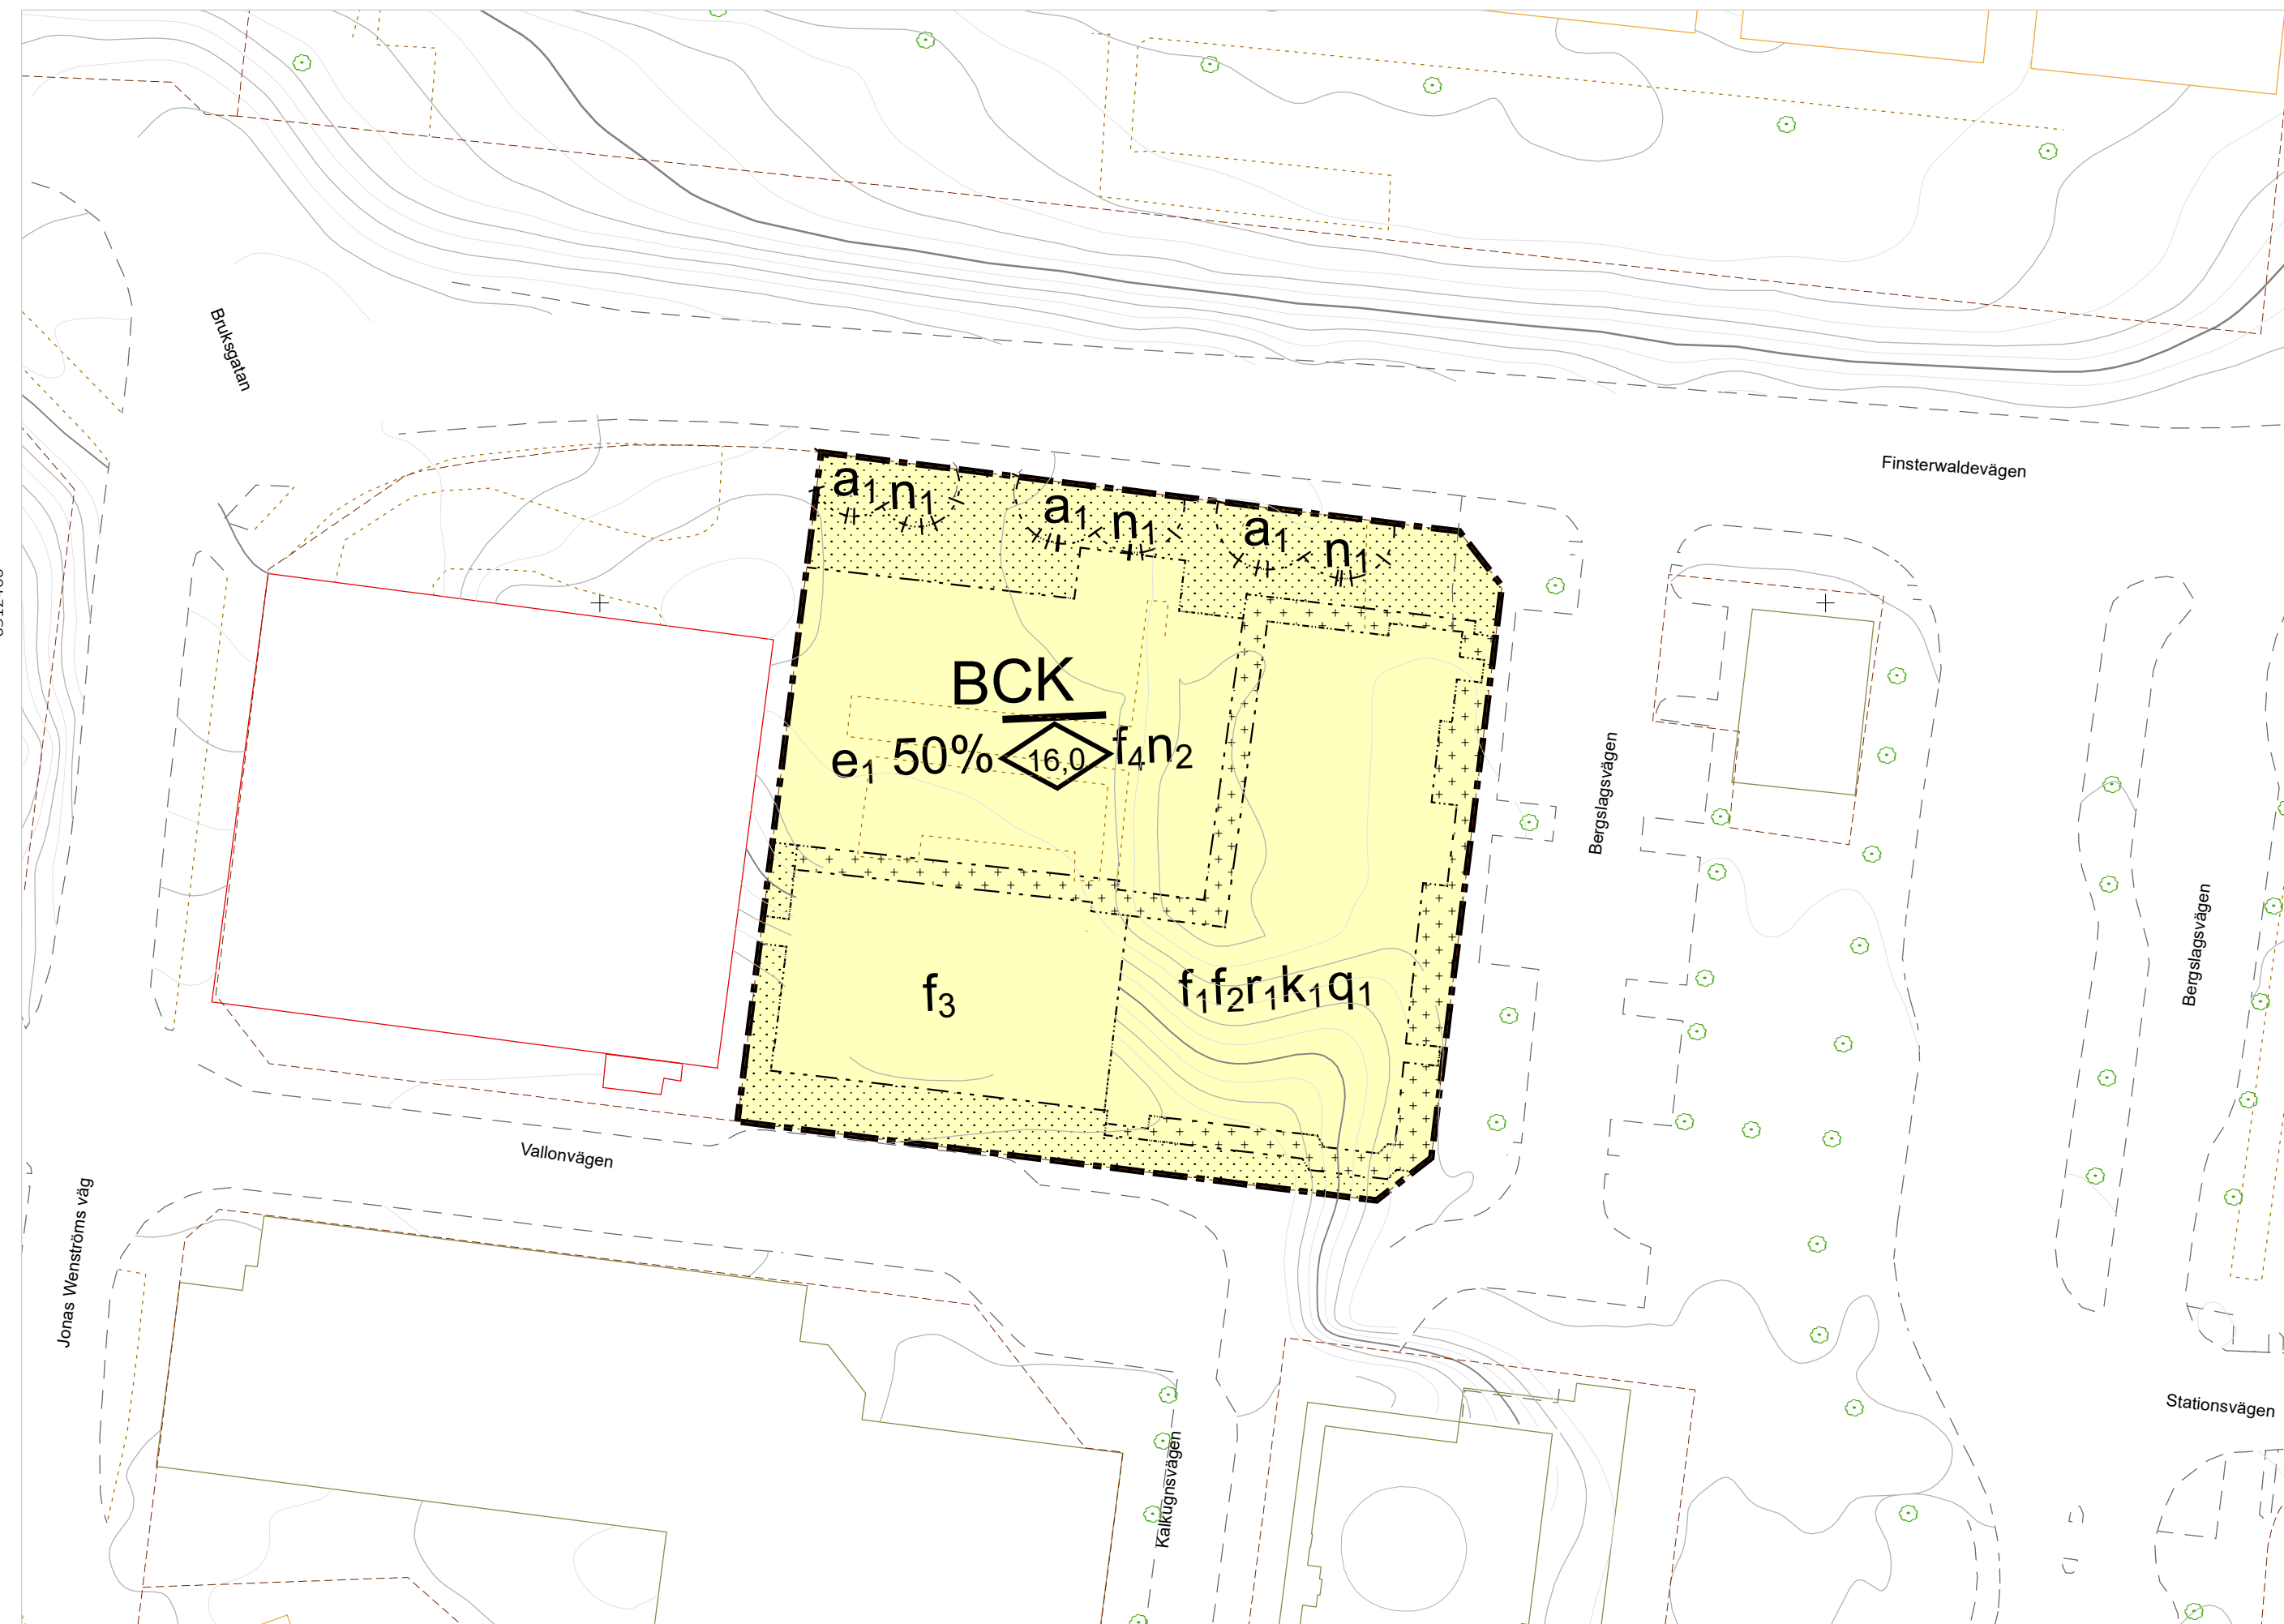 Bruksgatan
Finsterwaldevägen
a1 n1
a1 n1
a1 n1
BCK
e1 50% 16,0 f4n2
Bergslagsvägen
Bergslagsvägen
f3
f1f2r1k1q1
Vallonvägen
Jonas Wenströms väg
Stationsvägen
Kalkugnsvägen